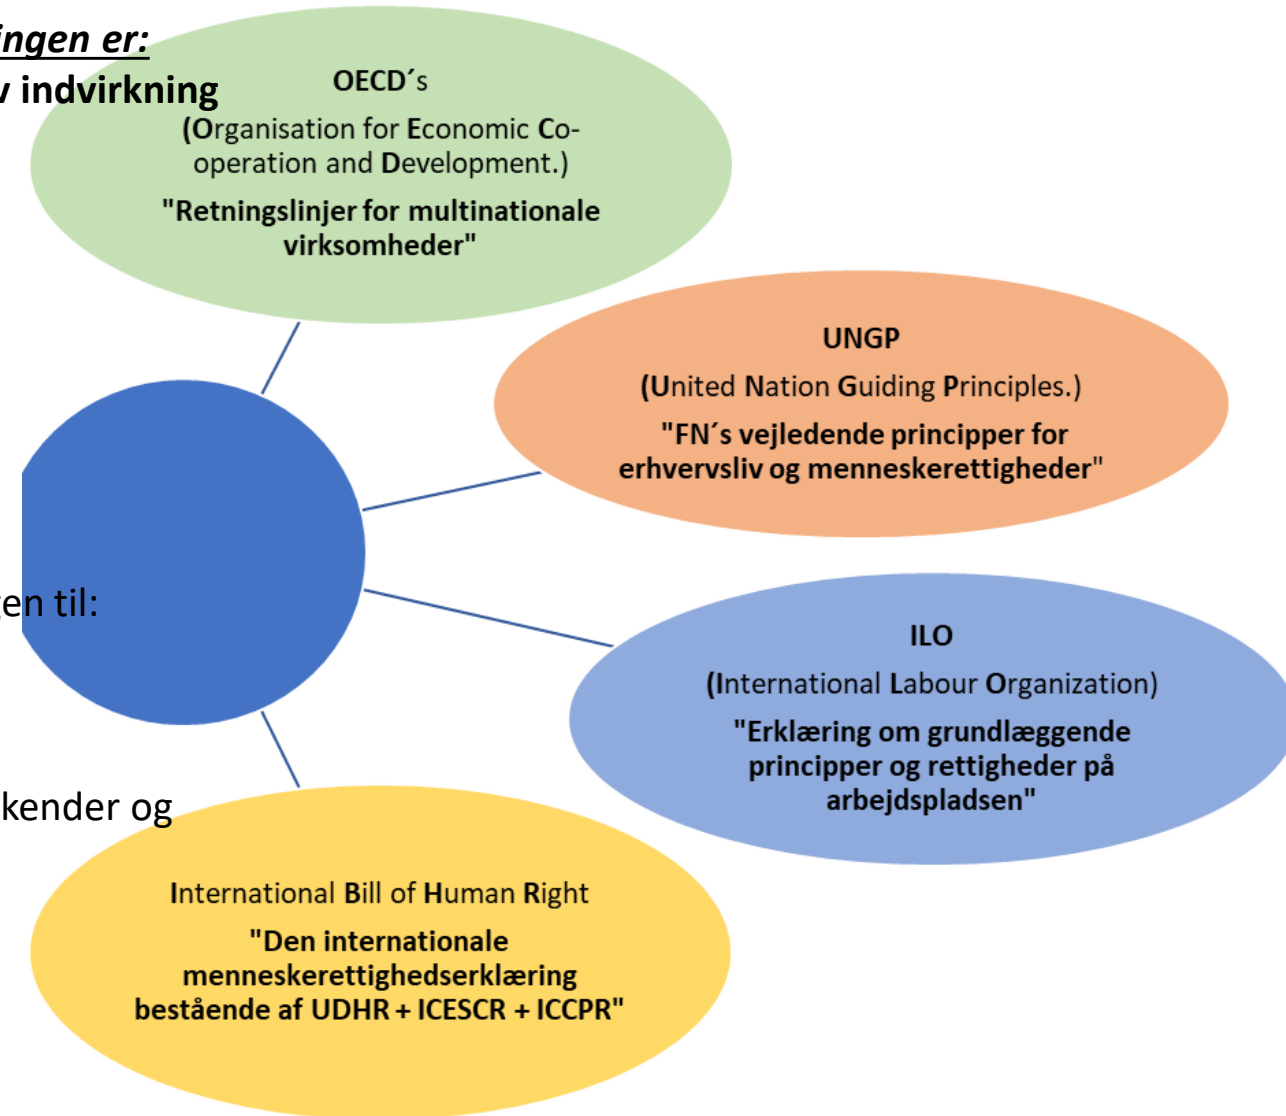 ingen er:
v indvirkning
OECD´s
(Organisation for Economic Co-
operation and Development.)
"Retningslinjer for multinationale
virksomheder"
UNGP
(United Nation Guiding Principles.)
"FN´s vejledende principper for
erhvervsliv og menneskerettigheder"
gen til:
ILO
(International Labour Organization)
"Erklæring om grundlæggende
principper og rettigheder på
arbejdspladsen"
kender og
International Bill of Human Right
"Den internationale
menneskerettighedserklæring
bestående af UDHR + ICESCR + ICCPR"